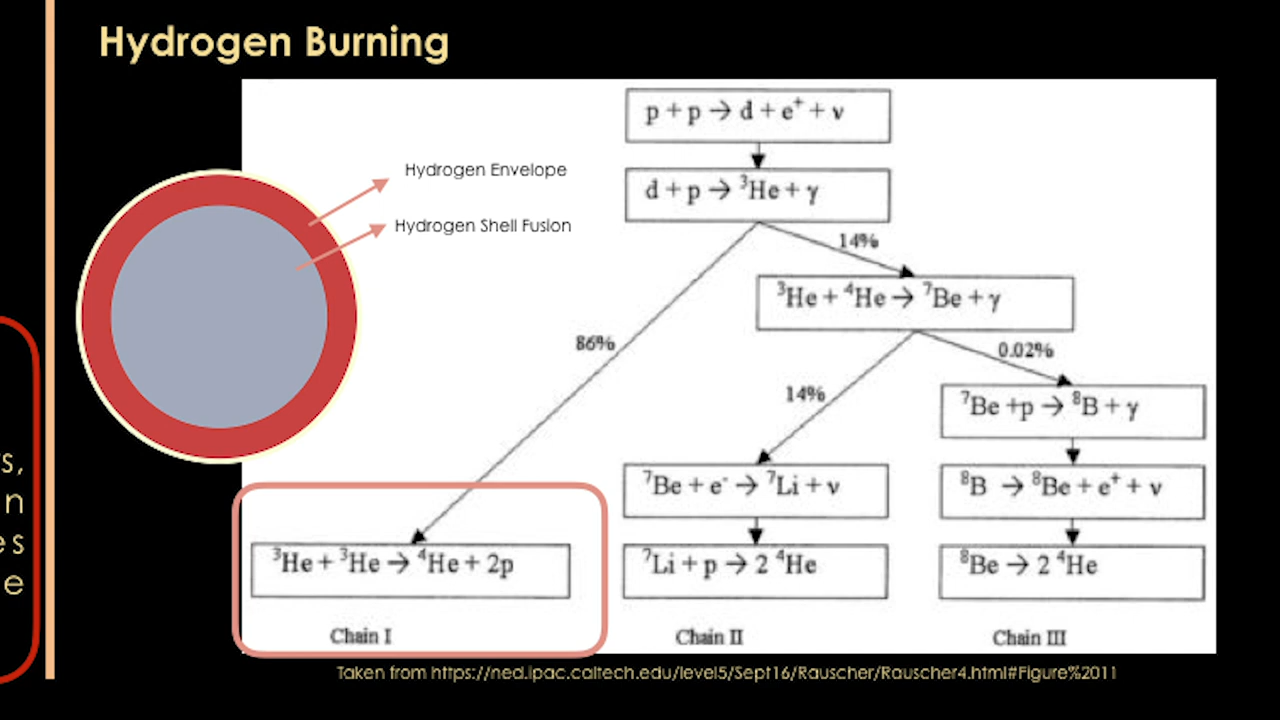 Hydrogen Burning
p + p → d + e⁺ + ν
d + p → ³He + γ
Hydrogen Envelope
Hydrogen Shell Fusion
14%
³He + ⁴He → ⁷Be + γ
86%
0.02%
14%
⁷Be +p → ⁸B + γ
⁷Be + e⁻ → ⁷Li + ν
⁸B → ⁸Be + e⁺ + ν
³He + ³He → ⁴He + 2p
⁷Li + p → 2 ⁴He
⁸Be → 2 ⁴He
Chain I
Chain II
Chain III
Taken from https://ned.ipac.caltech.edu/level5/Sept16/Rauscher/Rauscher4.html#Figure%2011